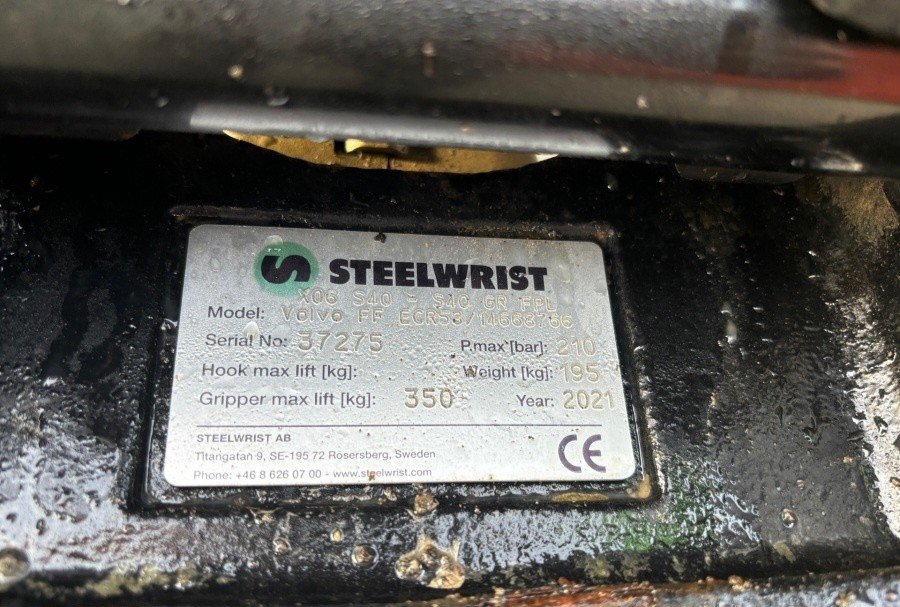 STEELWRIST
X06 S40 - S40 GR FPL
Model: Volvo FF ECR58/14668766
Serial No: 37275 P.max [bar]: 210
Hook max lift [kg]: Weight [kg]: 195
Gripper max lift [kg]: 350 Year: 2021
STEELWRIST AB
Titangatan 9, SE-195 72 Rosersberg, Sweden
Phone: +46 8 626 07 00 - www.steelwrist.com
CE